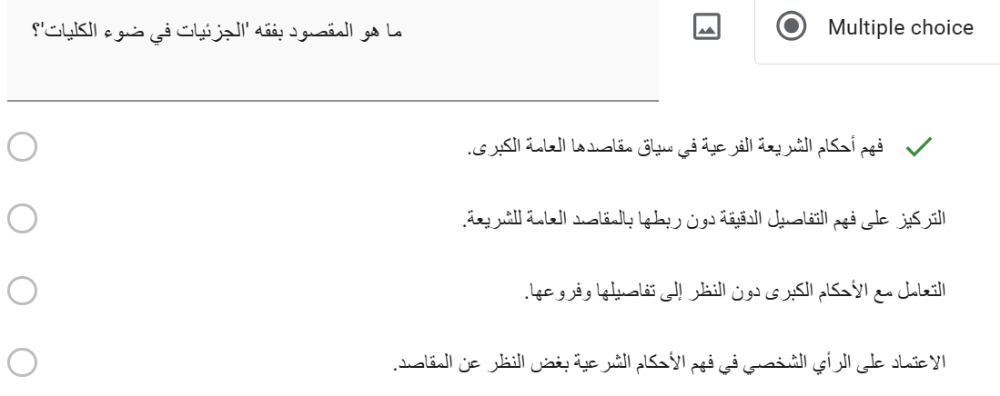 ما هو المقصود بفقه 'الجزئيات في ضوء الكليات'؟
Multiple choice
فهم أحكام الشريعة الفرعية في سياق مقاصدها العامة الكبرى.
التركيز على فهم التفاصيل الدقيقة دون ربطها بالمقاصد العامة للشريعة.
التعامل مع الأحكام الكبرى دون النظر إلى تفاصيلها وفروعها.
الاعتماد على الرأي الشخصي في فهم الأحكام الشرعية بغض النظر عن المقاصد.